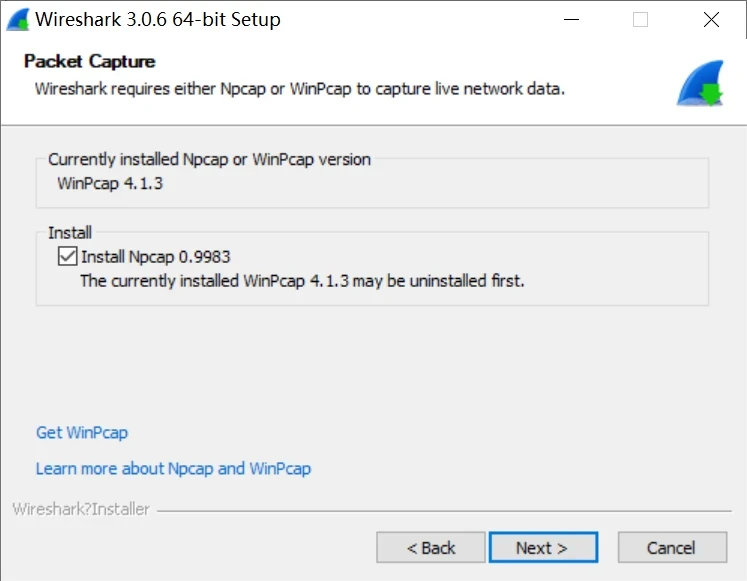 Wireshark 3.0.6 64-bit Setup
Packet Capture
Wireshark requires either Npcap or WinPcap to capture live network data.
Currently installed Npcap or WinPcap version
WinPcap 4.1.3
Install
Install Npcap 0.9983
The currently installed WinPcap 4.1.3 may be uninstalled first.
Get WinPcap
Learn more about Npcap and WinPcap
Wireshark?Installer
< Back Next > Cancel